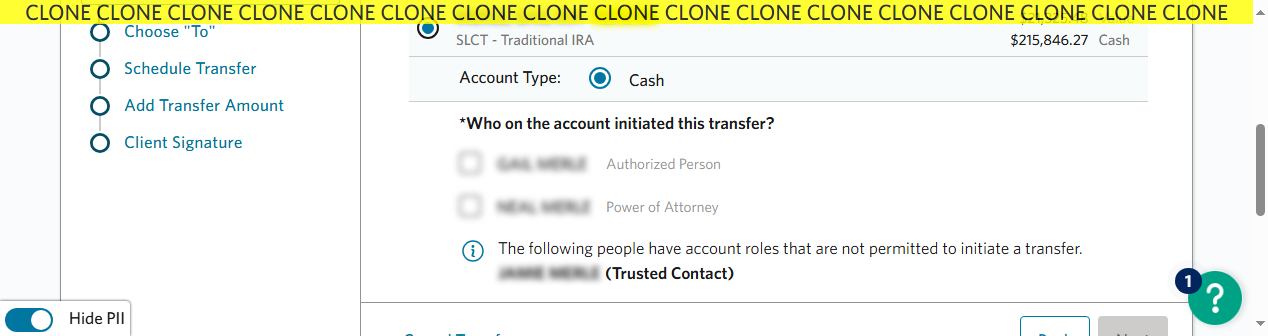 CLONE CLONE CLONE CLONE CLONE CLONE CLONE CLONE CLONE CLONE CLONE CLONE CLONE CLONE CLONE CLONE CLONE
Choose "To"
Schedule Transfer
Add Transfer Amount
Client Signature
SLCT - Traditional IRA $215,846.27 Cash
Account Type: Cash
*Who on the account initiated this transfer?
Authorized Person
Power of Attorney
The following people have account roles that are not permitted to initiate a transfer.
(Trusted Contact)
1
?
Hide PII